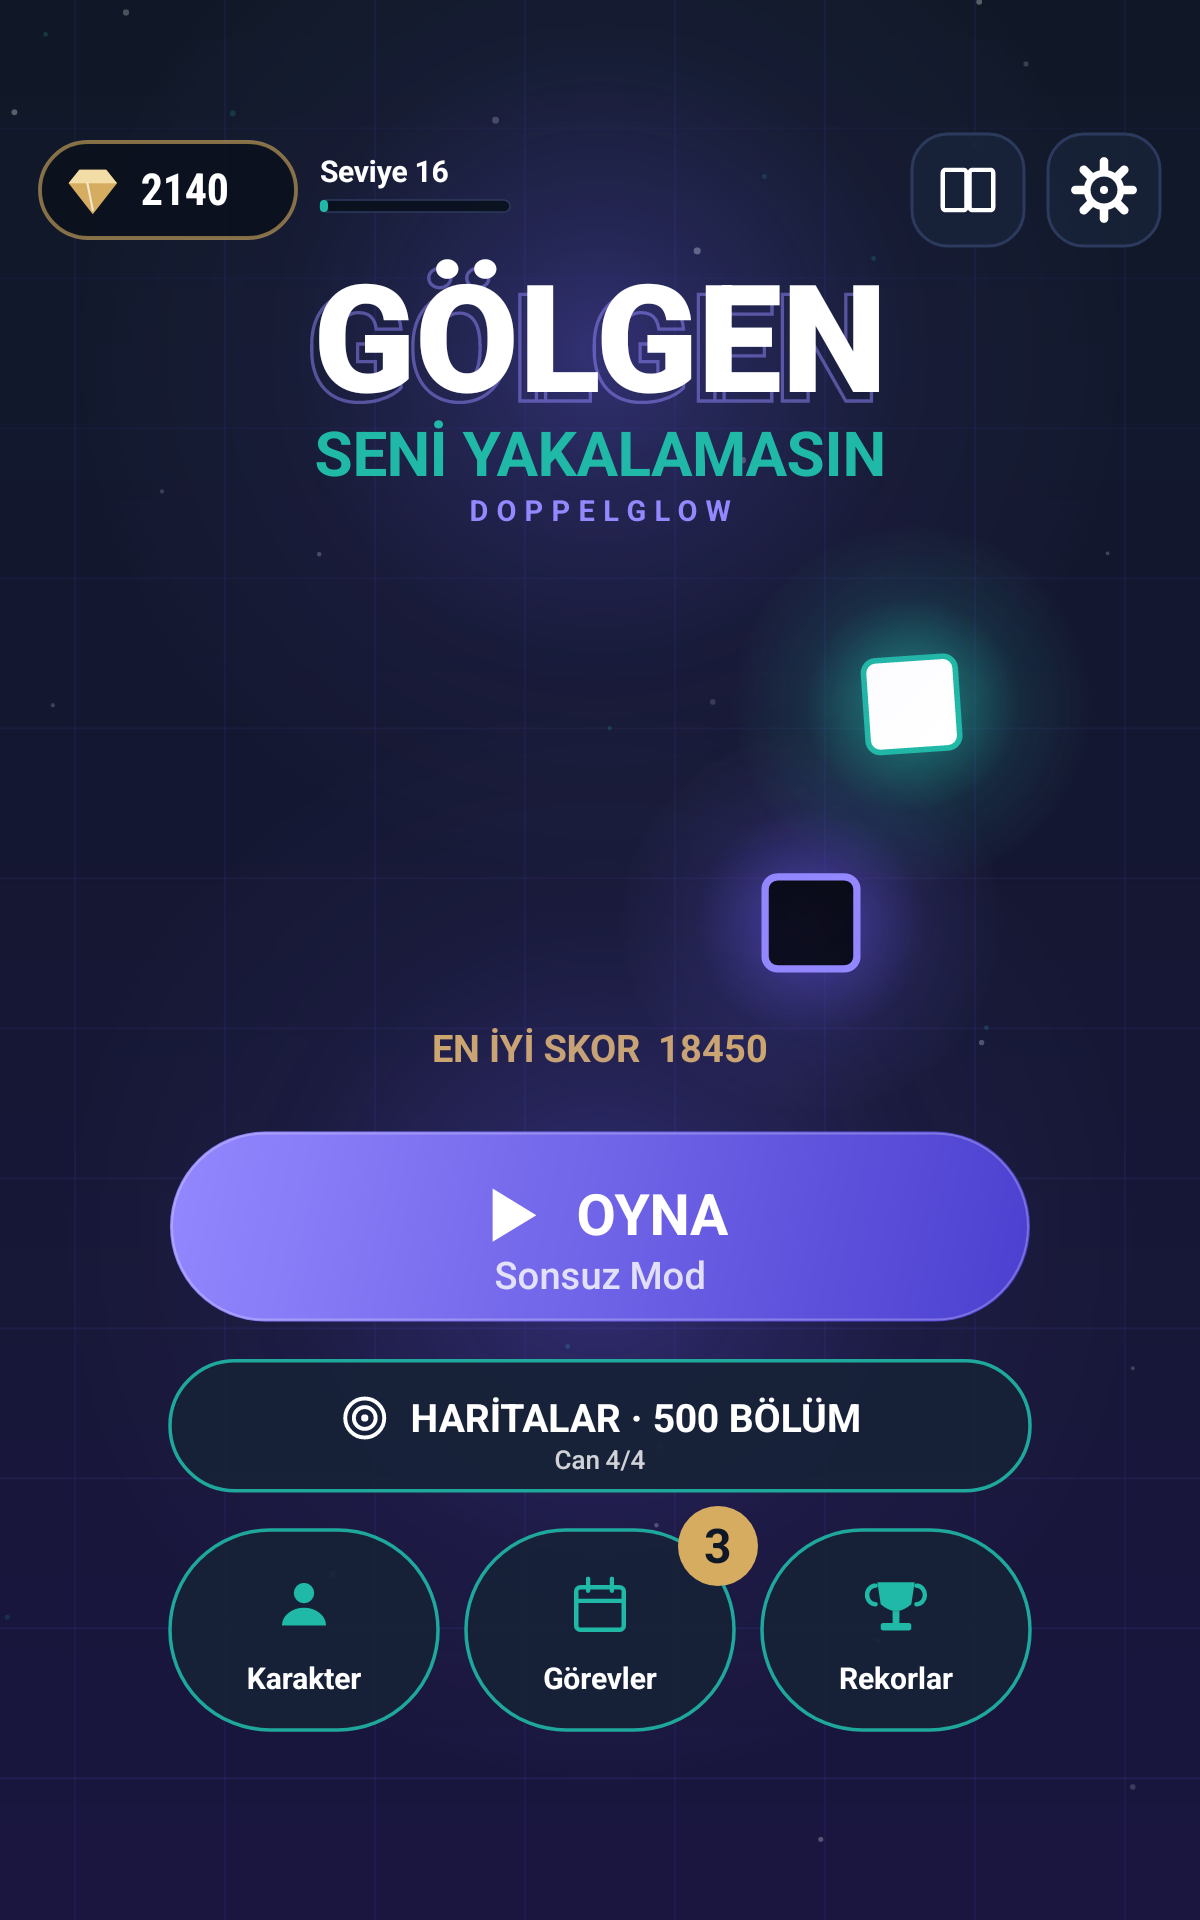 2140
Seviye 16
GÖLGEN
SENİ YAKALAMASIN
DOPPELGLOW
EN İYİ SKOR 18450
OYNA
Sonsuz Mod
HARİTALAR · 500 BÖLÜM
Can 4/4
3
Karakter
Görevler
Rekorlar